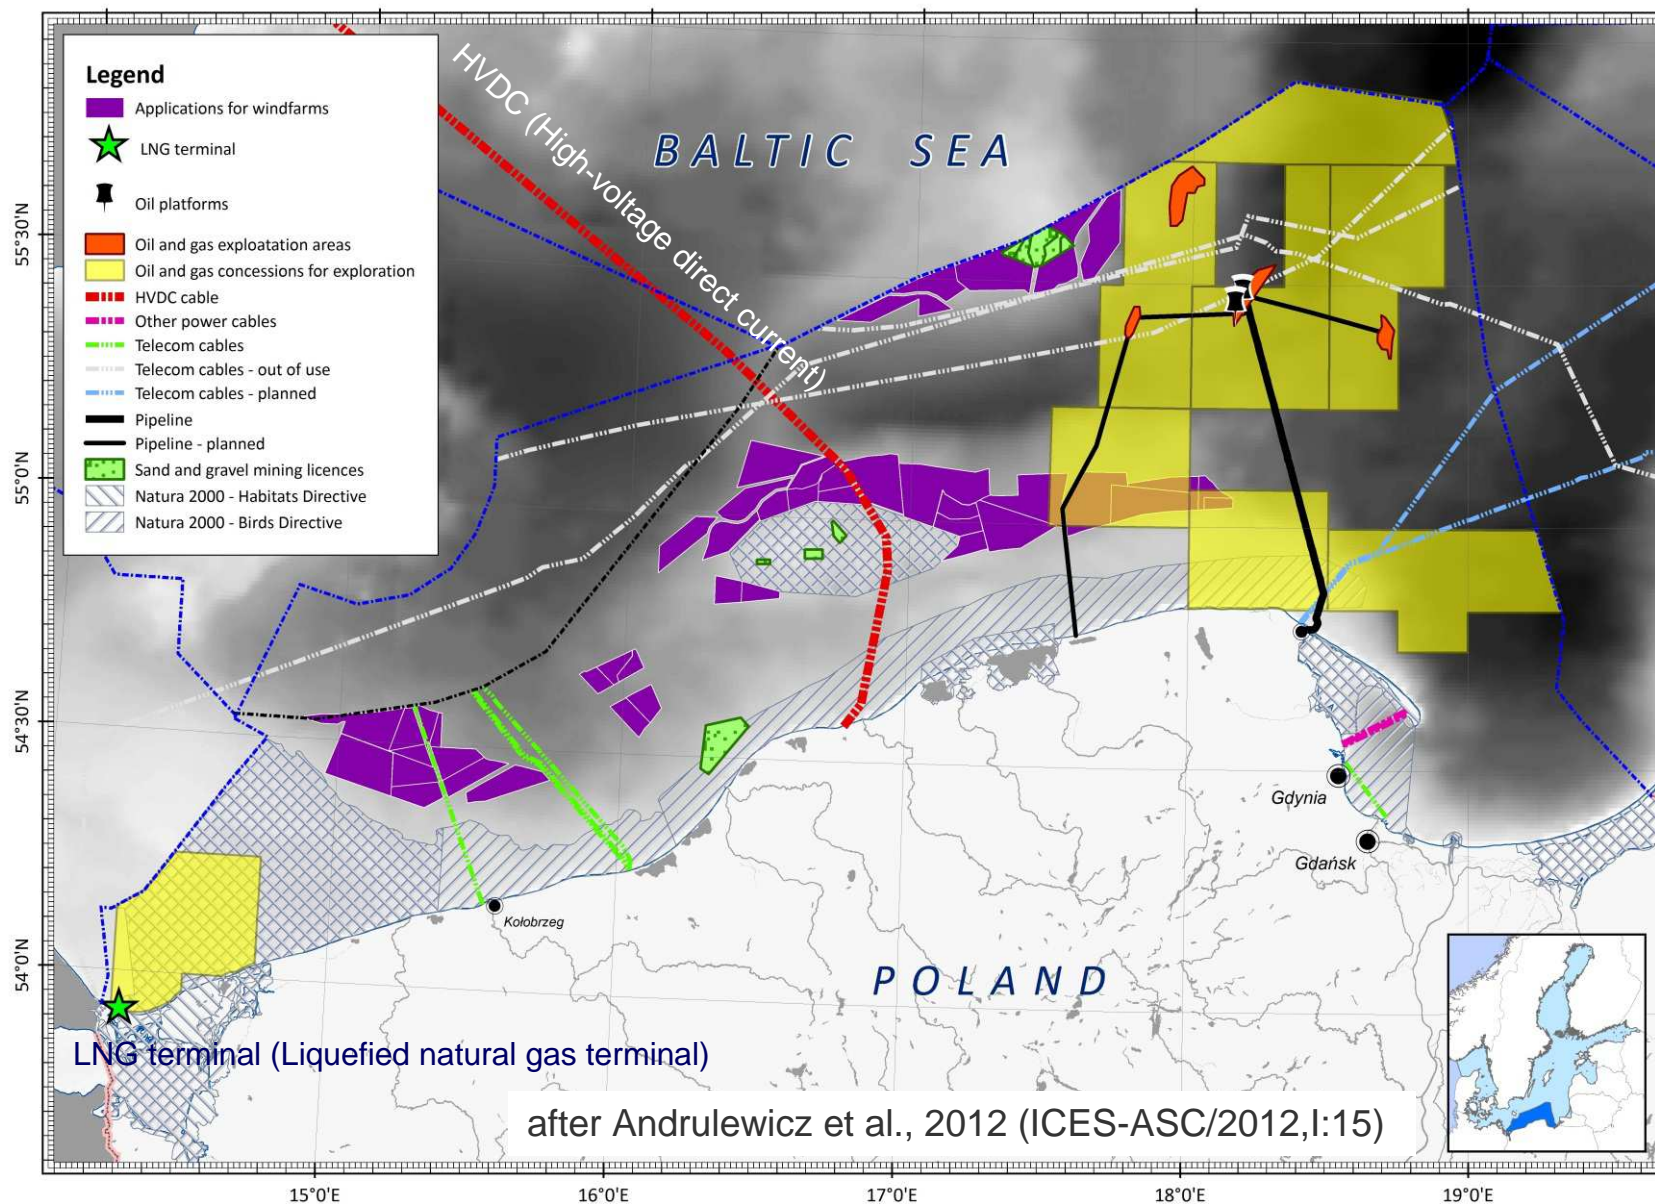 Legend
Applications for windfarms
LNG terminal
Oil platforms
Oil and gas exploatation areas
Oil and gas concessions for exploration
HVDC cable
Other power cables
Telecom cables
Telecom cables - out of use
Telecom cables - planned
Pipeline
Pipeline - planned
Sand and gravel mining licences
Natura 2000 - Habitats Directive
Natura 2000 - Birds Directive
HVDC (High-voltage direct current)
BALTIC SEA
55°30'N
55°0'N
54°30'N
54°0'N
Gdynia
Gdańsk
Kołobrzeg
POLAND
LNG terminal (Liquefied natural gas terminal)
after Andrulewicz et al., 2012 (ICES-ASC/2012,I:15)
15°0'E
16°0'E
17°0'E
18°0'E
19°0'E